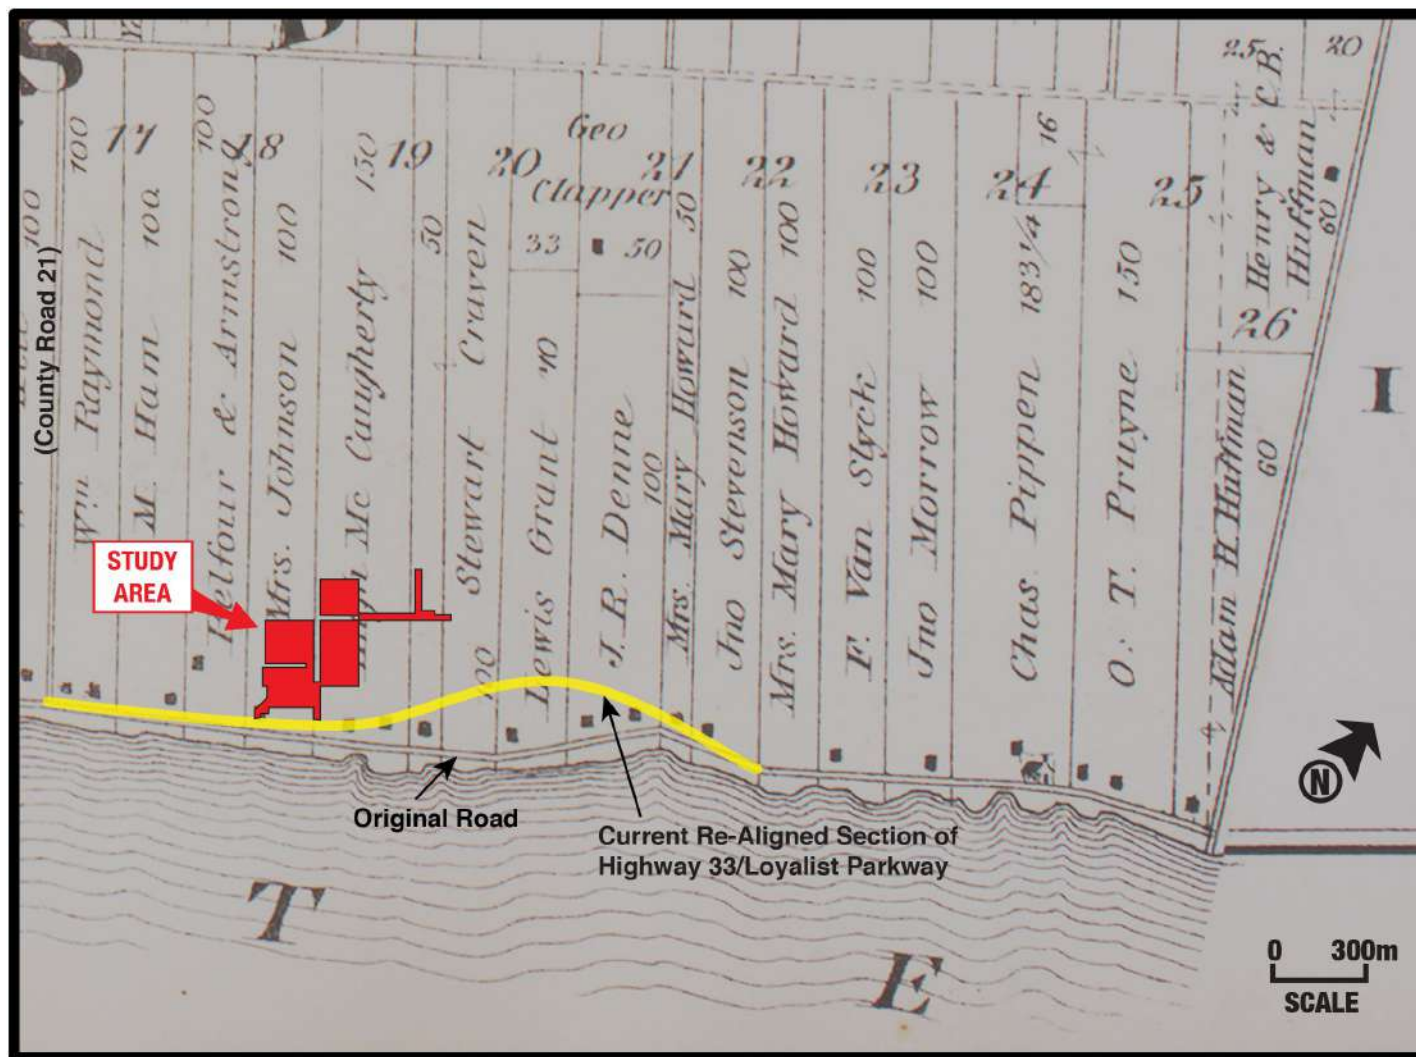 S
25
20
Henry & C.B.
Huffman
60
17
18
19
20
Geo
Clapper
21
22
23
24
16
25
26
100
(County Road 21)
Wm Raymond 100
M. Ham 100
& Armstrong 100
Mrs. Johnson 100
Mc Caugherty 150
50
Stewart Craven
100
33
50
Lewis Grant 40
J.R. Denne
100
Mrs. Mary Howard 50
Jno Stevenson 100
Mrs. Mary Howard 100
F. Van Slyck 100
Jno Morrow 100
Chas Pippen 183¼
O. T. Pruyne 150
Adam H. Huffman
60
I
STUDY
AREA
Original Road
Current Re-Aligned Section of
Highway 33/Loyalist Parkway
N
T
E
0 300m
SCALE